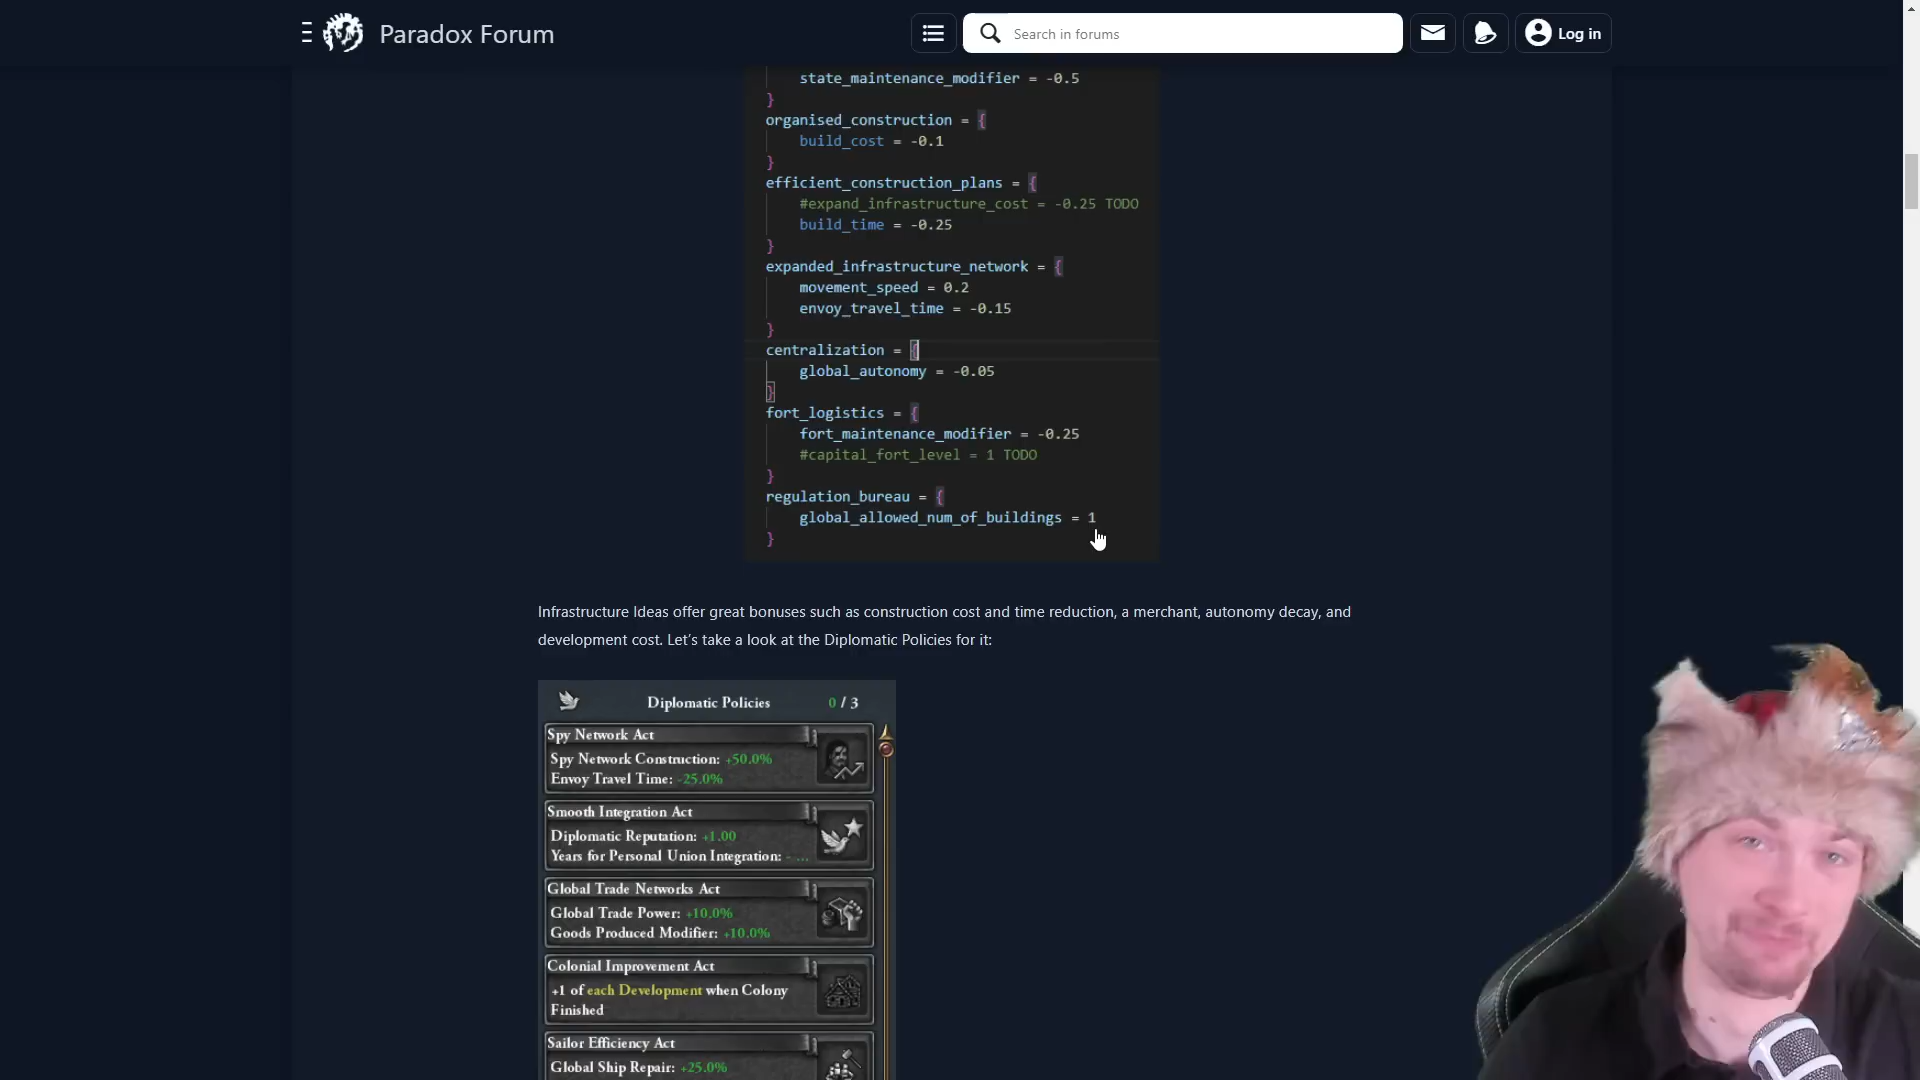 Paradox Forum
Search in forums
Log in
state_maintenance_modifier = -0.5
}
organised_construction = {
build_cost = -0.1
}
efficient_construction_plans = {
#expand_infrastructure_cost = -0.25 TODO
build_time = -0.25
}
expanded_infrastructure_network = {
movement_speed = 0.2
envoy_travel_time = -0.15
}
centralization = {
global_autonomy = -0.05
}
fort_logistics = {
fort_maintenance_modifier = -0.25
#capital_fort_level = 1 TODO
}
regulation_bureau = {
global_allowed_num_of_buildings = 1
}
Infrastructure Ideas offer great bonuses such as construction cost and time reduction, a merchant, autonomy decay, and
development cost. Let's take a look at the Diplomatic Policies for it:
Diplomatic Policies 0 / 3
Spy Network Act
Spy Network Construction: +50.0%
Envoy Travel Time: -25.0%
Smooth Integration Act
Diplomatic Reputation: +1.00
Years for Personal Union Integration: - ...
Global Trade Networks Act
Global Trade Power: +10.0%
Goods Produced Modifier: +10.0%
Colonial Improvement Act
+1 of each Development when Colony
Finished
Sailor Efficiency Act
Global Ship Repair: +25.0%